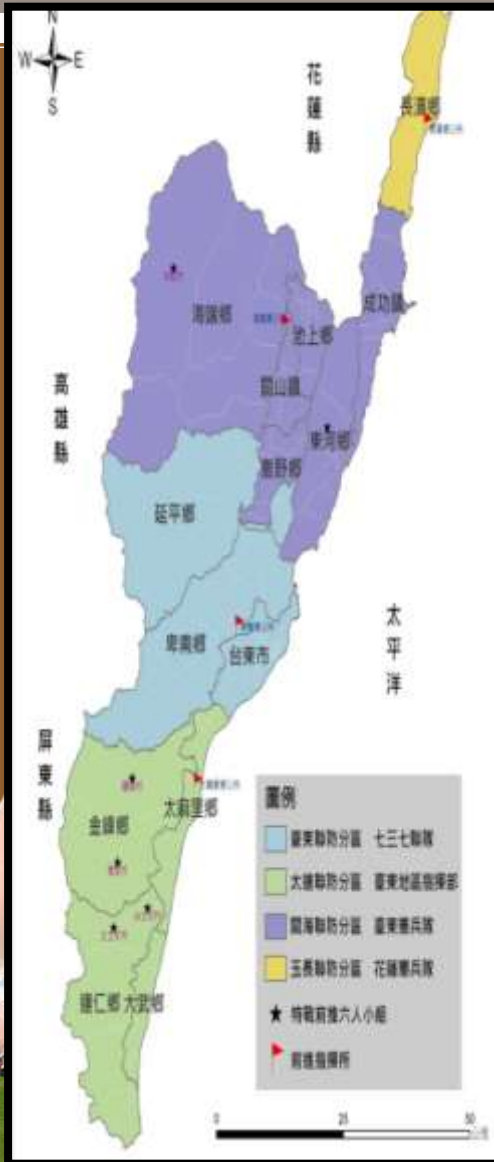 N
W
E
S
花蓮縣
長濱鄉
成功鎮
海端鄉
池上鄉
關山鎮
東河鄉
鹿野鄉
高雄縣
延平鄉
卑南鄉
台東市
太平洋
屏東縣
太麻里鄉
金鋒鄉
達仁鄉 大武鄉
圖例
臺東聯防分區 七三七聯隊
太達聯防分區 臺東地區指揮部
關海聯防分區 臺東憲兵隊
玉長聯防分區 花蓮憲兵隊
特戰前推六人小組
前進指揮所
0 25 50